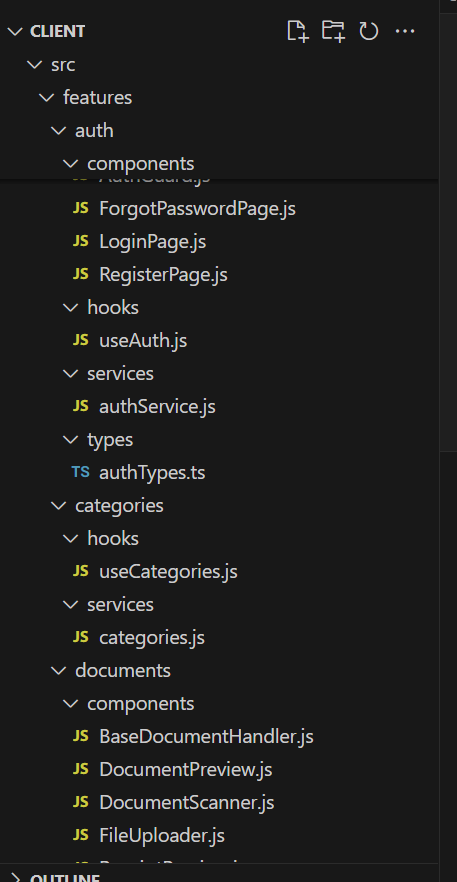 CLIENT
src
features
auth
components
AuthGuard.js
JS ForgotPasswordPage.js
JS LoginPage.js
JS RegisterPage.js
hooks
JS useAuth.js
services
JS authService.js
types
TS authTypes.ts
categories
hooks
JS useCategories.js
services
JS categories.js
documents
components
JS BaseDocumentHandler.js
JS DocumentPreview.js
JS DocumentScanner.js
JS FileUploader.js
OUTLINE